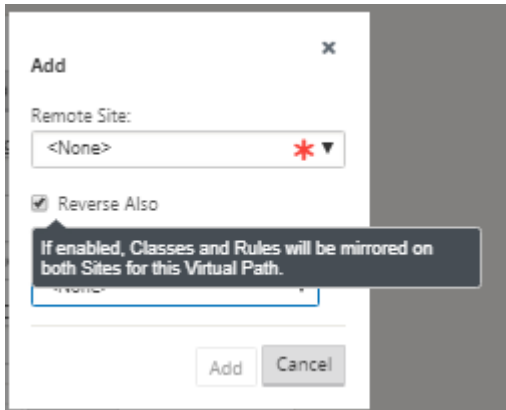 Add
×
Remote Site:
<None>
Reverse Also
If enabled, Classes and Rules will be mirrored on
both Sites for this Virtual Path.
<None>
Add
Cancel